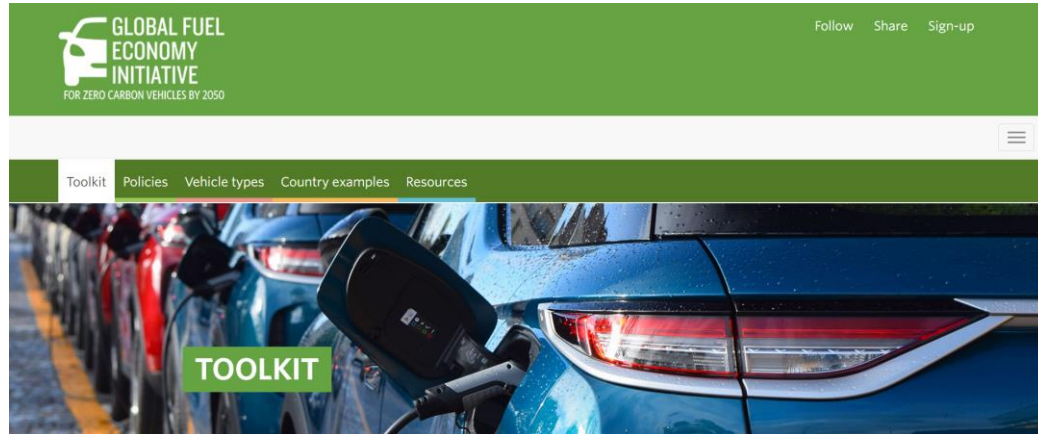 GLOBAL FUEL
ECONOMY
INITIATIVE
FOR ZERO CARBON VEHICLES BY 2050
Follow Share Sign-up
Toolkit Policies Vehicle types Country examples Resources
TOOLKIT